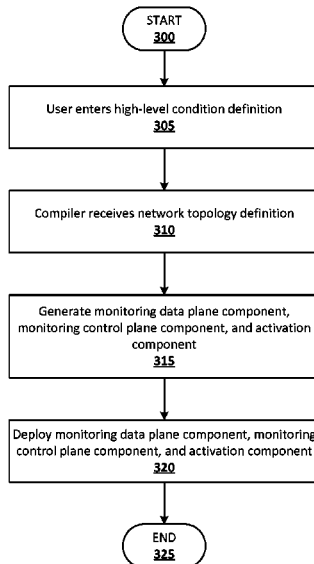 START
300
User enters high-level condition definition
305
Compiler receives network topology definition
310
Generate monitoring data plane component,
monitoring control plane component, and activation
component
315
Deploy monitoring data plane component, monitoring
control plane component, and activation component
320
END
325